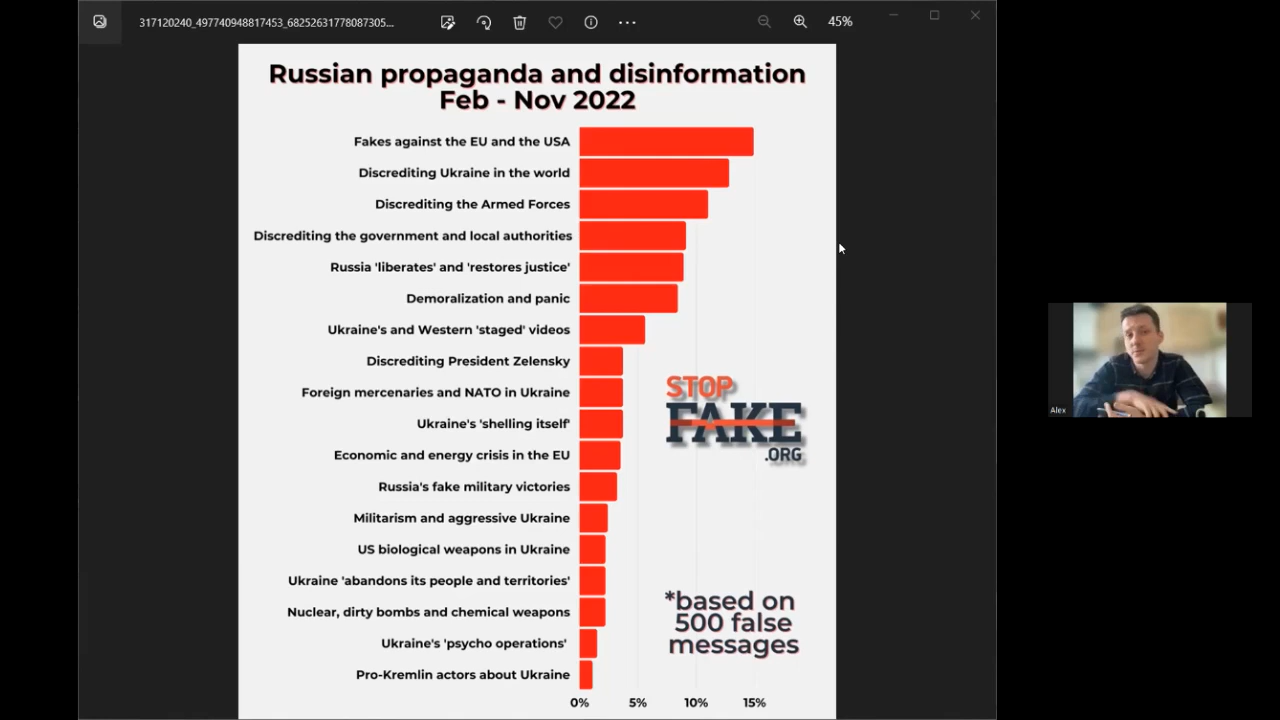 317120240_497740948817453_68252631778087305...
45%
Russian propaganda and disinformation
Feb - Nov 2022
Fakes against the EU and the USA
Discrediting Ukraine in the world
Discrediting the Armed Forces
Discrediting the government and local authorities
Russia 'liberates' and 'restores justice'
Demoralization and panic
Ukraine's and Western 'staged' videos
Discrediting President Zelensky
Foreign mercenaries and NATO in Ukraine
Ukraine's 'shelling itself'
Economic and energy crisis in the EU
Russia's fake military victories
Militarism and aggressive Ukraine
US biological weapons in Ukraine
Ukraine 'abandons its people and territories'
Nuclear, dirty bombs and chemical weapons
Ukraine's 'psycho operations'
Pro-Kremlin actors about Ukraine
0% 5% 10% 15%
STOP
FAKE
.ORG
*based on
500 false
messages
Alex